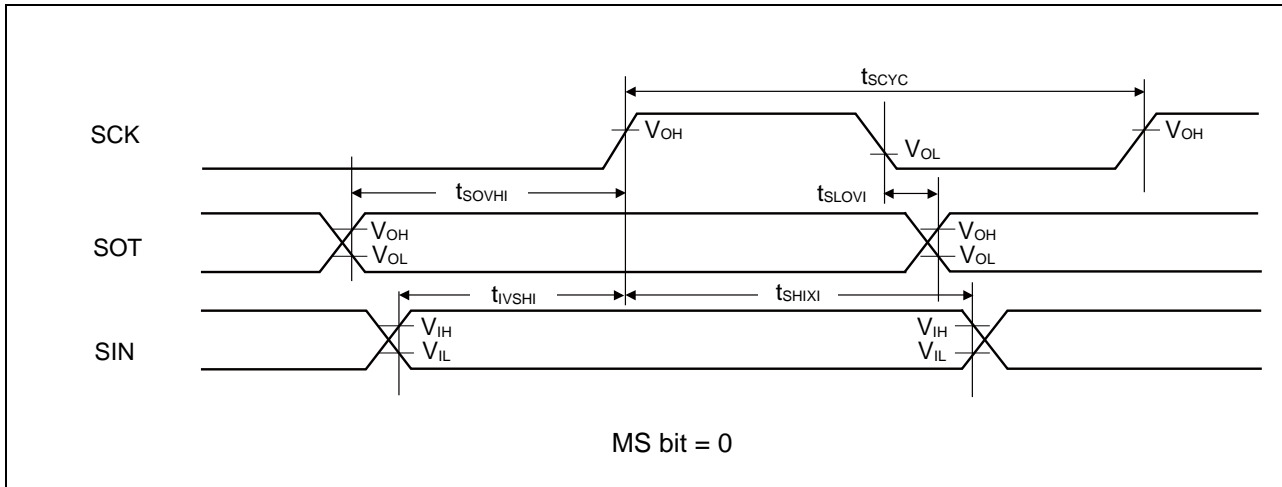 tSCYC
SCK
VOH
VOH
VOL
tSOVHI
tSLOVI
SOT
VOH
VOL
VOH
VOL
tIVSHI
tSHIXI
SIN
VIH
VIL
VIH
VIL
MS bit = 0